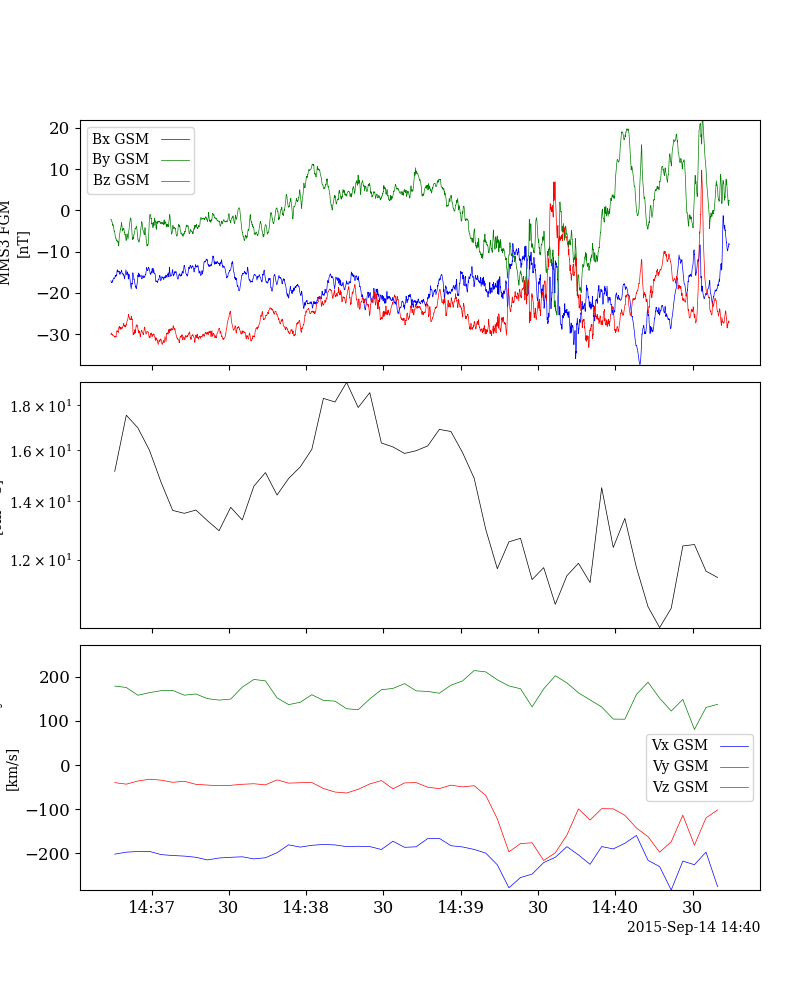 Bx GSM
By GSM
Bz GSM
20
10
0
−10
−20
−30
MMS3 FGM
[nT]
1.8 × 10¹
1.6 × 10¹
1.4 × 10¹
1.2 × 10¹
Vx GSM
Vy GSM
Vz GSM
200
100
0
−100
−200
[km/s]
14:37 30 14:38 30 14:39 30 14:40 30
2015-Sep-14 14:40